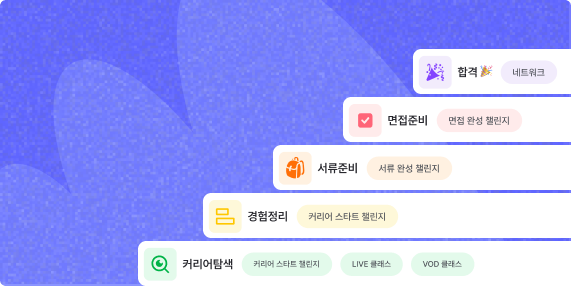 합격 🎉 네트워크
면접준비 면접 완성 챌린지
서류준비 서류 완성 챌린지
경험정리 커리어 스타트 챌린지
커리어탐색 커리어 스타트 챌린지 LIVE 클래스 VOD 클래스